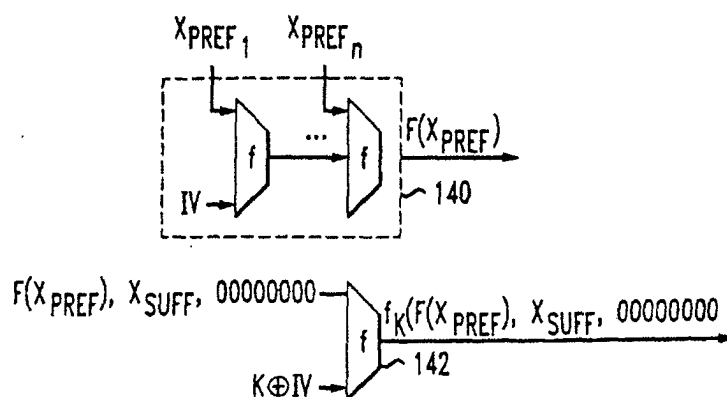 XPREF1 XPREFn
...
f f F(XPREF)
IV 140
F(XPREF), XSUFF, 00000000 fK(F(XPREF), XSUFF, 00000000
f
K⊕IV 142